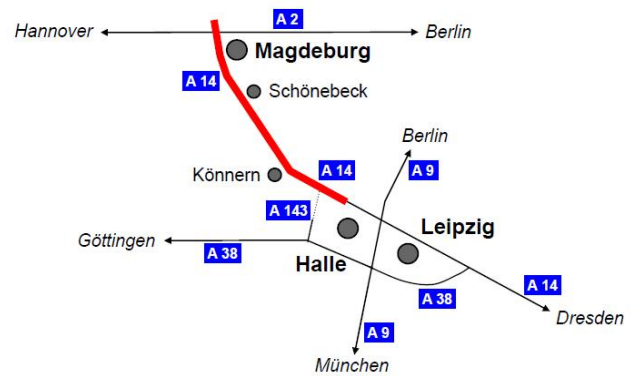 A 2
Hannover
Berlin
Magdeburg
A 14
Schönebeck
Berlin
A 9
A 14
Könnern
A 143
Leipzig
Göttingen
A 38
Halle
A 38
A 14
Dresden
A 9
München